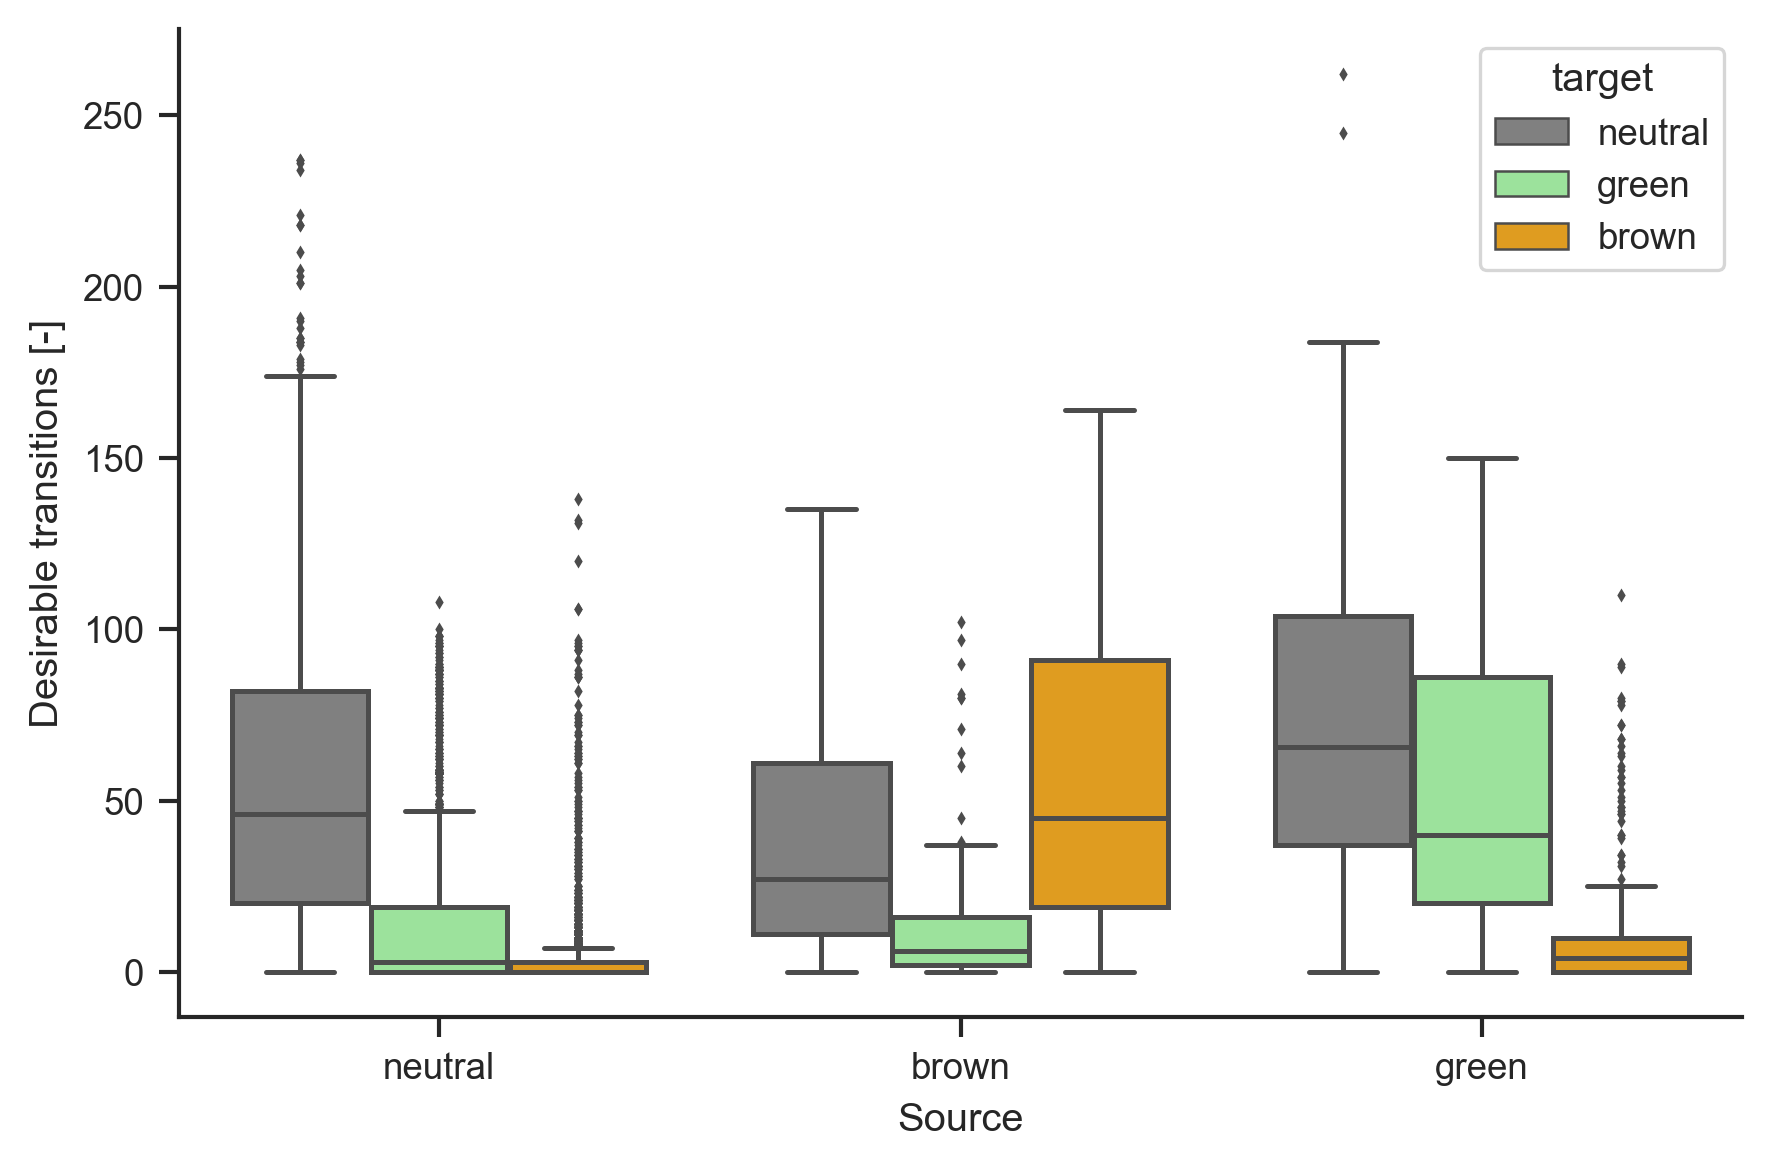 target
neutral
green
brown
Desirable transitions [-]
250
200
150
100
50
0
neutral
brown
green
Source